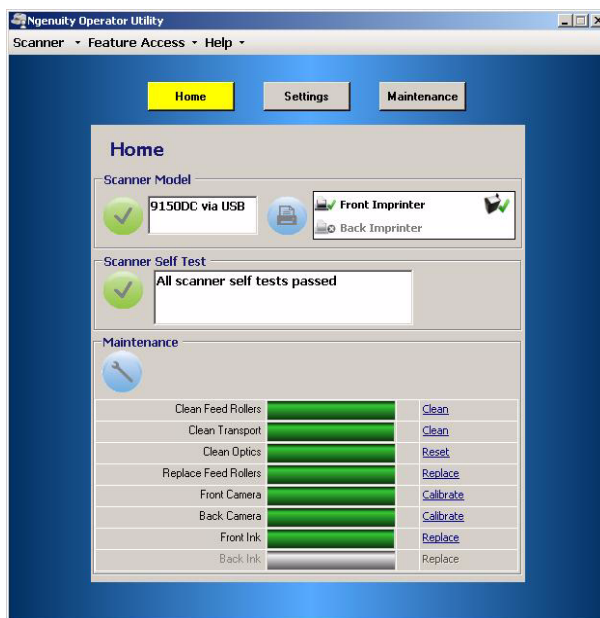 Ngenuity Operator Utility
Scanner Feature Access Help
Home Settings Maintenance
Home
Scanner Model
9150DC via USB
Front Imprinter
Back Imprinter
Scanner Self Test
All scanner self tests passed
Maintenance
Clean Feed Rollers Clean
Clean Transport Clean
Clean Optics Reset
Replace Feed Rollers Replace
Front Camera Calibrate
Back Camera Calibrate
Front Ink Replace
Back Ink Replace